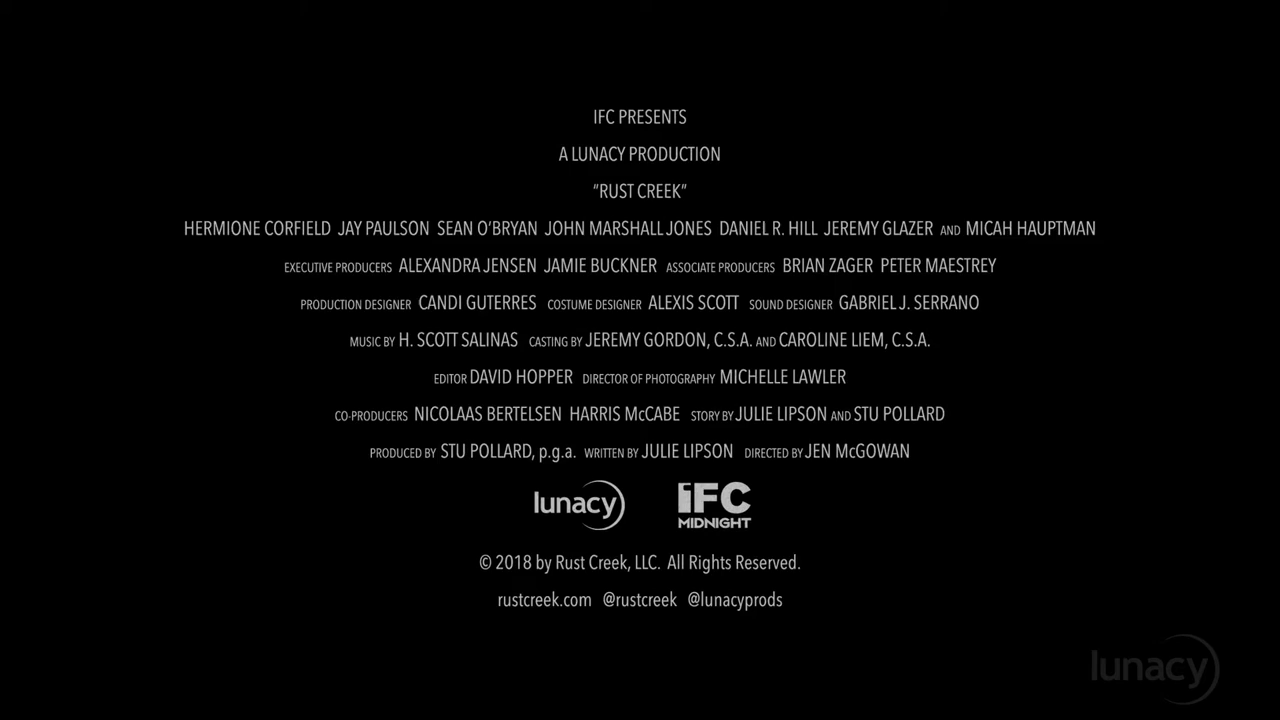 IFC PRESENTS
A LUNACY PRODUCTION
“RUST CREEK”
HERMIONE CORFIELD JAY PAULSON SEAN O’BRYAN JOHN MARSHALL JONES DANIEL R. HILL JEREMY GLAZER AND MICAH HAUPTMAN
EXECUTIVE PRODUCERS ALEXANDRA JENSEN JAMIE BUCKNER ASSOCIATE PRODUCERS BRIAN ZAGER PETER MAESTREY
PRODUCTION DESIGNER CANDI GUTERRES COSTUME DESIGNER ALEXIS SCOTT SOUND DESIGNER GABRIEL J. SERRANO
MUSIC BY H. SCOTT SALINAS CASTING BY JEREMY GORDON, C.S.A. AND CAROLINE LIEM, C.S.A.
EDITOR DAVID HOPPER DIRECTOR OF PHOTOGRAPHY MICHELLE LAWLER
CO-PRODUCERS NICOLAAS BERTELSEN HARRIS McCABE STORY BY JULIE LIPSON AND STU POLLARD
PRODUCED BY STU POLLARD, p.g.a. WRITTEN BY JULIE LIPSON DIRECTED BY JEN McGOWAN
lunacy iFC MIDNIGHT
© 2018 by Rust Creek, LLC. All Rights Reserved.
rustcreek.com @rustcreek @lunacyprods
lunacy